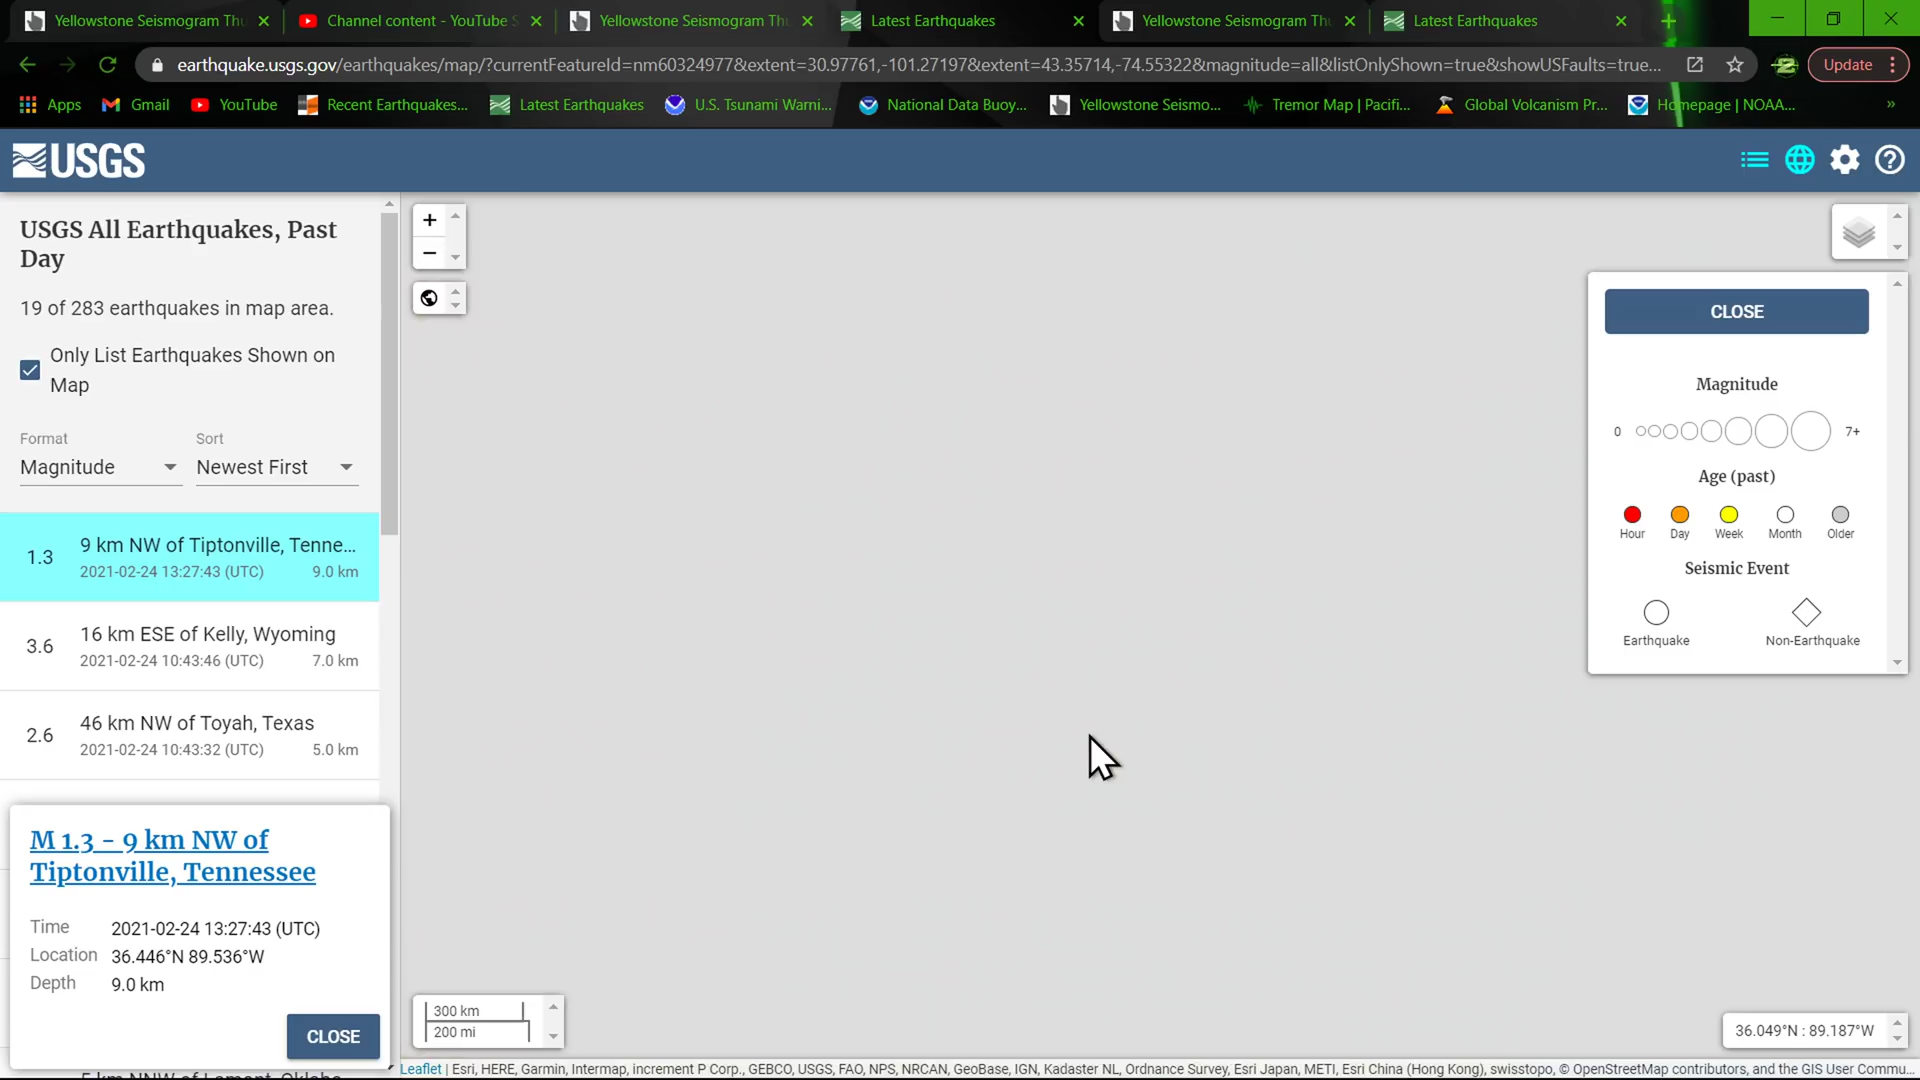 Yellowstone Seismogram Thu
Channel content - YouTube S
Yellowstone Seismogram Thu
Latest Earthquakes
Yellowstone Seismogram Thu
Latest Earthquakes
earthquake.usgs.gov/earthquakes/map/?currentFeatureId=nm60324977&extent=30.97761,-101.27197&extent=43.35714,-74.55322&magnitude=all&listOnlyShown=true&showUSFaults=true...
Update
Apps
Gmail
YouTube
Recent Earthquakes...
Latest Earthquakes
U.S. Tsunami Warni...
National Data Buoy...
Yellowstone Seismo...
Tremor Map | Pacifi...
Global Volcanism Pr...
Homepage | NOAA...
»
USGS
USGS All Earthquakes, Past
Day
19 of 283 earthquakes in map area.
Only List Earthquakes Shown on
Map
Format
Sort
Magnitude
Newest First
1.3
9 km NW of Tiptonville, Tenne...
2021-02-24 13:27:43 (UTC)
9.0 km
3.6
16 km ESE of Kelly, Wyoming
2021-02-24 10:43:46 (UTC)
7.0 km
2.6
46 km NW of Toyah, Texas
2021-02-24 10:43:32 (UTC)
5.0 km
M 1.3 - 9 km NW of
Tiptonville, Tennessee
Time
2021-02-24 13:27:43 (UTC)
Location
36.446°N 89.536°W
Depth
9.0 km
CLOSE
+
−
CLOSE
Magnitude
0
7+
Age (past)
Hour
Day
Week
Month
Older
Seismic Event
Earthquake
Non-Earthquake
300 km
200 mi
36.049°N : 89.187°W
Leaflet | Esri, HERE, Garmin, Intermap, increment P Corp., GEBCO, USGS, FAO, NPS, NRCAN, GeoBase, IGN, Kadaster NL, Ordnance Survey, Esri Japan, METI, Esri China (Hong Kong), swisstopo, © OpenStreetMap contributors, and the GIS User Commu...